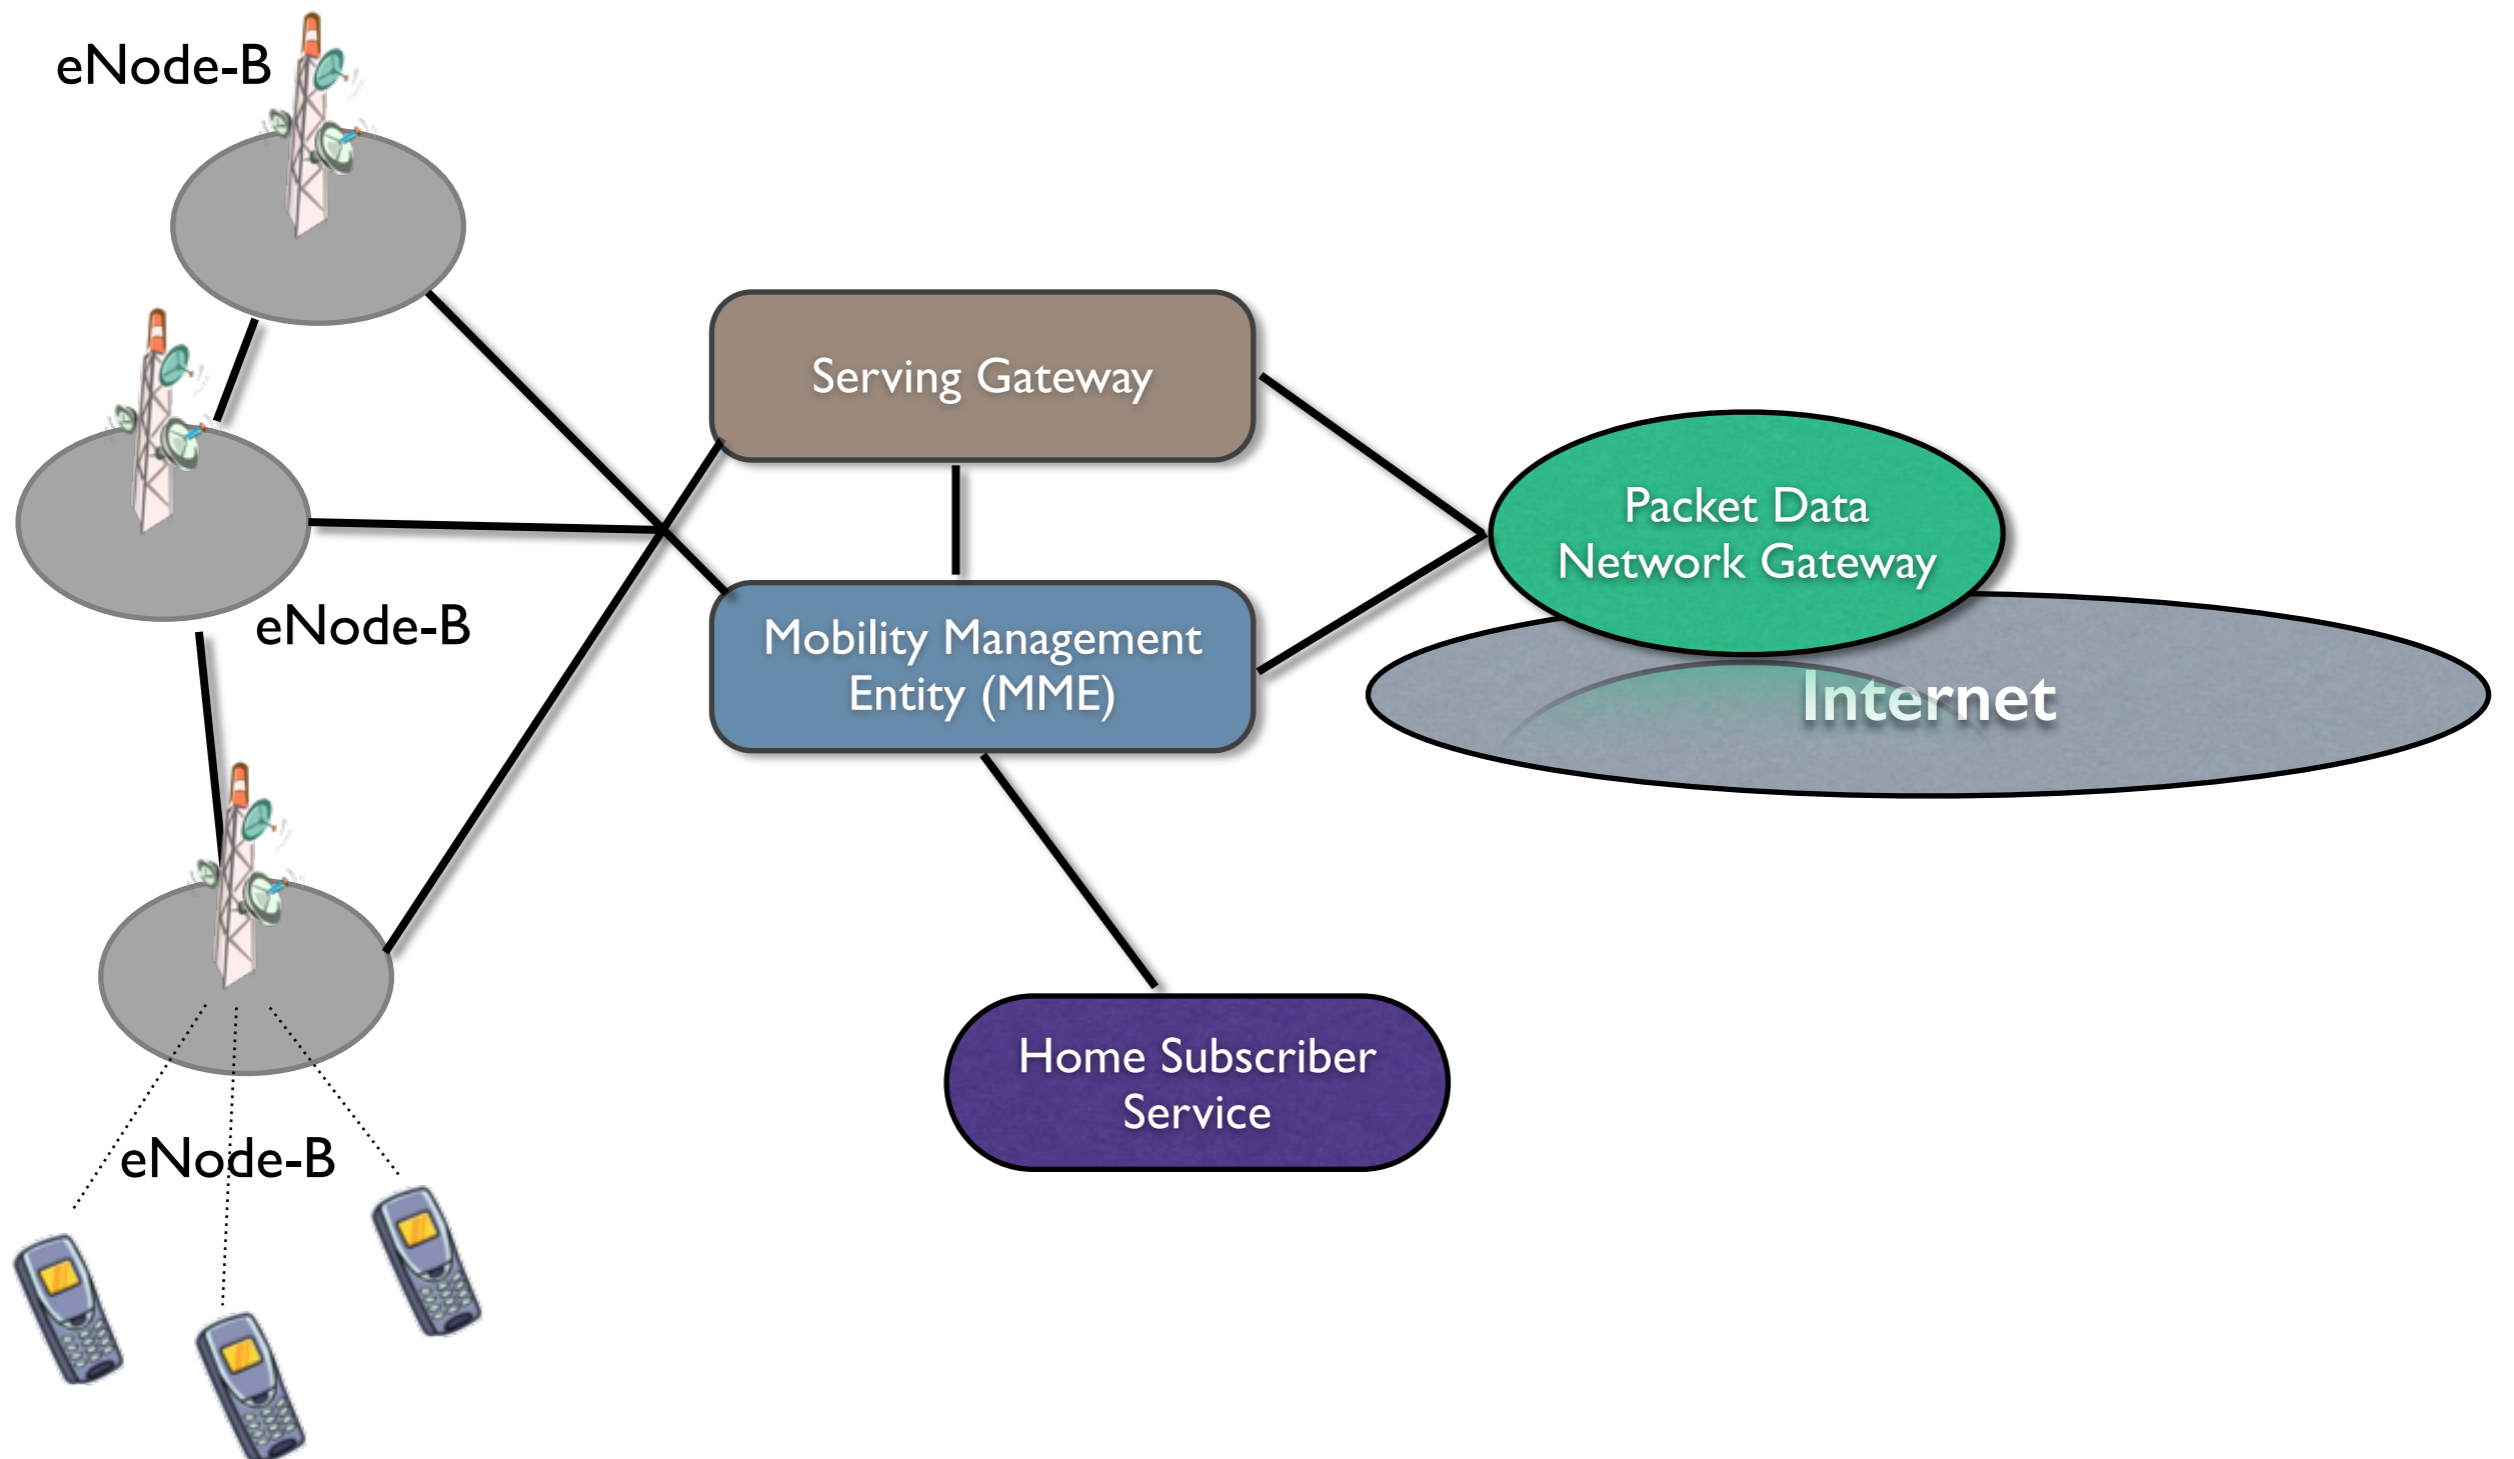 eNode-B
Serving Gateway
Packet Data
Network Gateway
eNode-B
Mobility Management
Entity (MME)
Internet
Home Subscriber
Service
eNode-B